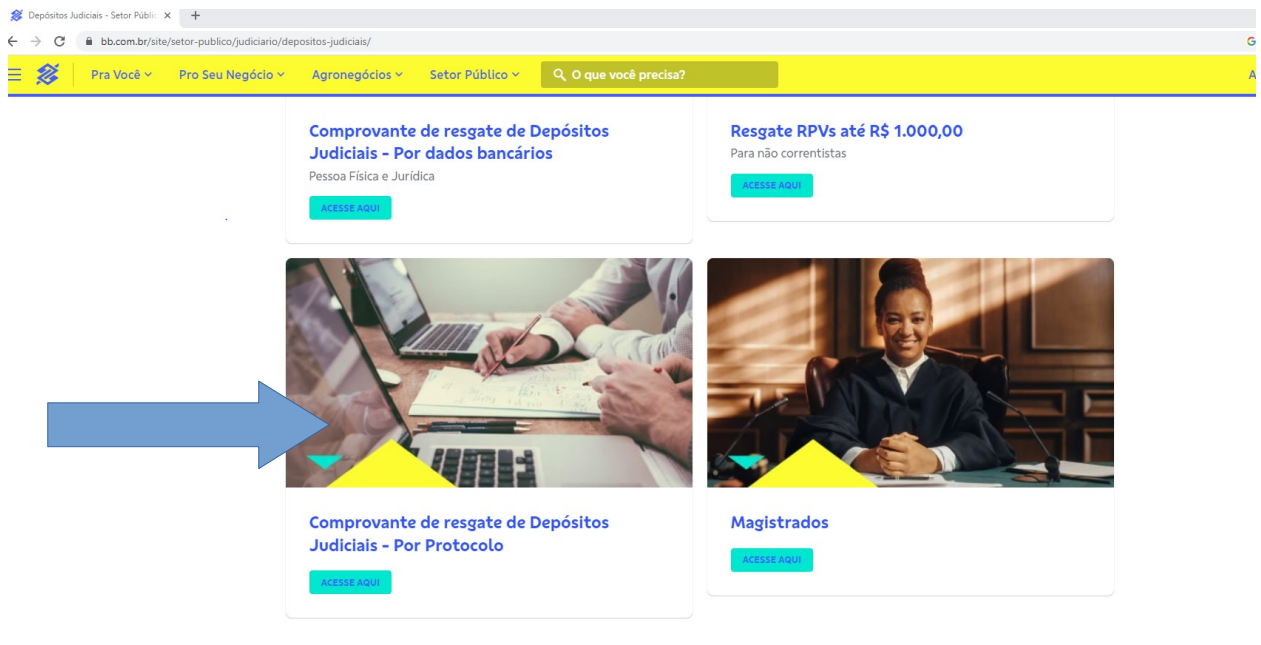 Depósitos Judiciais - Setor Públic
bb.com.br/site/setor-publico/judiciario/depositos-judiciais/
Pra Você
Pro Seu Negócio
Agronegócios
Setor Público
O que você precisa?
A
Comprovante de resgate de Depósitos
Judiciais - Por dados bancários
Pessoa Física e Jurídica
ACESSE AQUI
Resgate RPVs até R$ 1.000,00
Para não correntistas
ACESSE AQUI
Comprovante de resgate de Depósitos
Judiciais - Por Protocolo
ACESSE AQUI
Magistrados
ACESSE AQUI